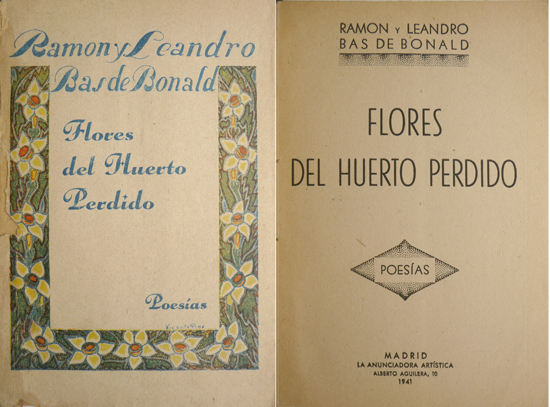 Ramon y Leandro
Bas de Bonald
Flores
del Huerto
Perdido
Poesías
RAMON Y LEANDRO
BAS DE BONALD
FLORES
DEL HUERTO PERDIDO
POESÍAS
MADRID
LA ANUNCIADORA ARTÍSTICA
ALBERTO AGUILERA, 10
1941